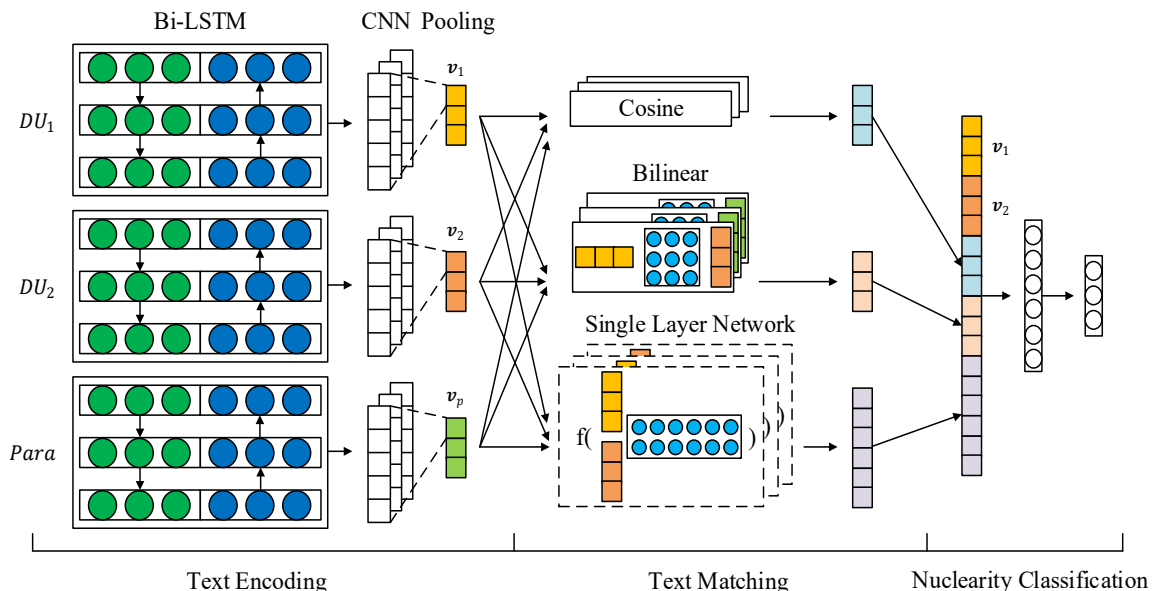 Bi-LSTM
CNN Pooling
DU₁
v₁
DU₂
v₂
Para
vₚ
Cosine
Bilinear
Single Layer Network
f( ) ) )
v₁
v₂
Text Encoding
Text Matching
Nuclearity Classification